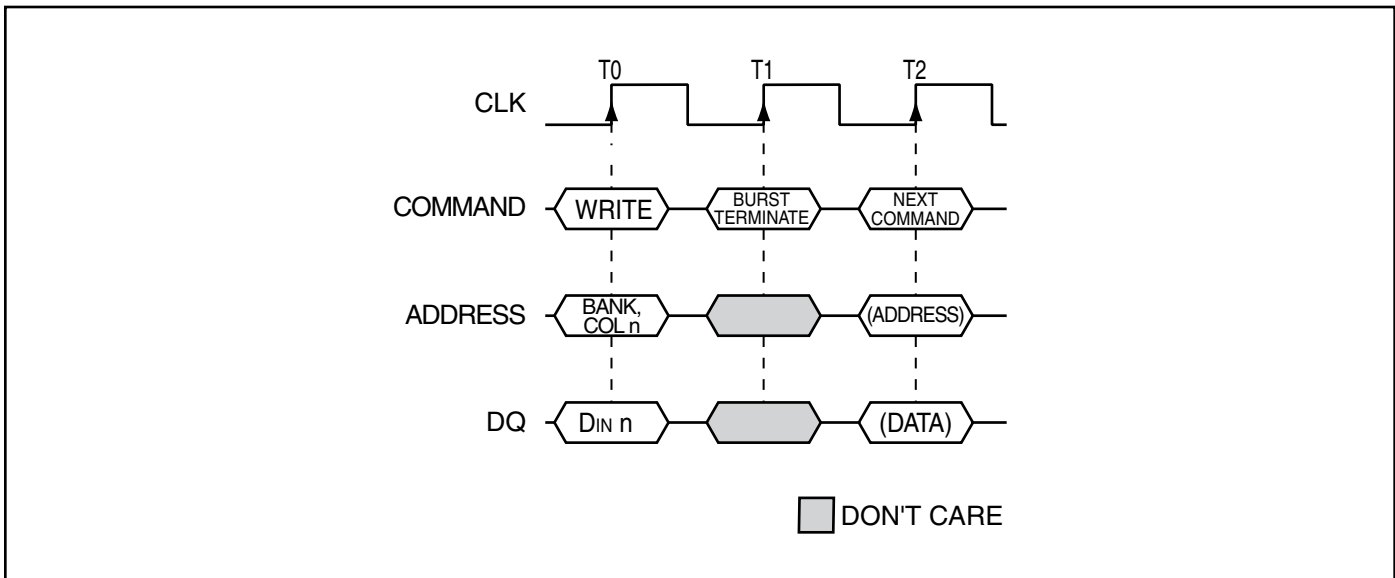 T0 T1 T2
CLK
COMMAND WRITE BURST TERMINATE NEXT COMMAND
ADDRESS BANK, COL n (ADDRESS)
DQ DIN n (DATA)
DON'T CARE